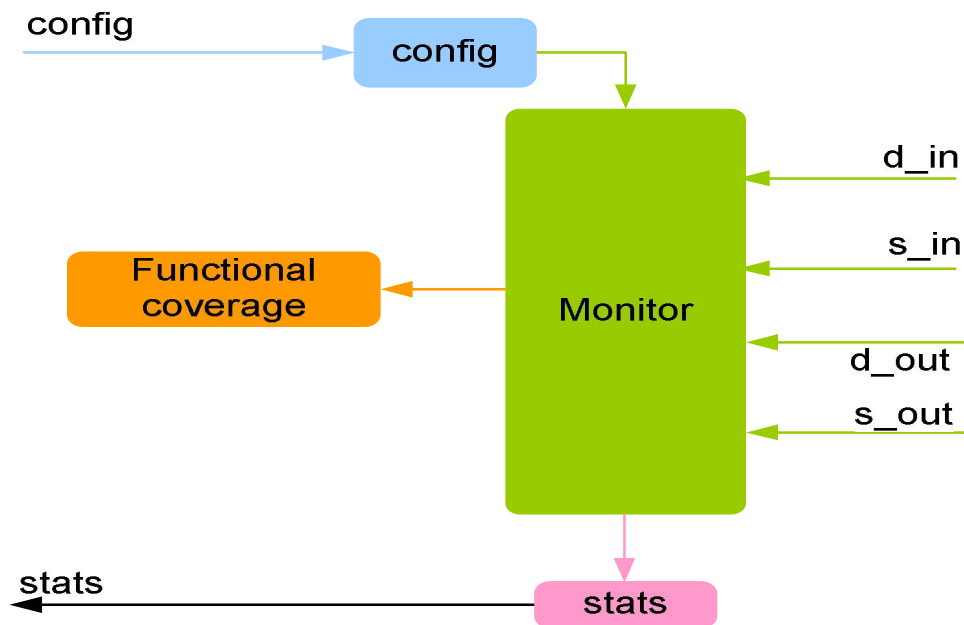 config
config
d_in
s_in
Functional
coverage
Monitor
d_out
s_out
stats
stats